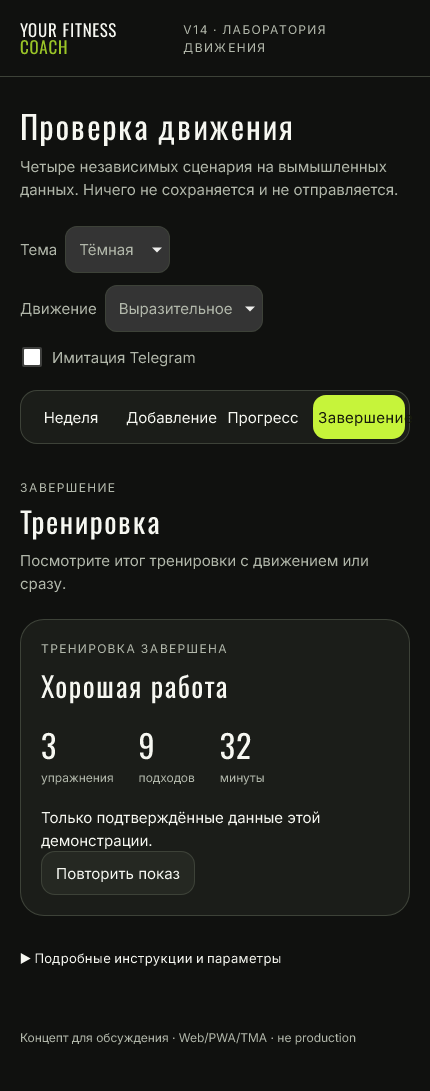 YOUR FITNESS
COACH
V14 · ЛАБОРАТОРИЯ
ДВИЖЕНИЯ
Проверка движения
Четыре независимых сценария на вымышленных
данных. Ничего не сохраняется и не отправляется.
Тема Тёмная
Движение Выразительное
Имитация Telegram
Неделя Добавление Прогресс Завершени
ЗАВЕРШЕНИЕ
Тренировка
Посмотрите итог тренировки с движением или
сразу.
ТРЕНИРОВКА ЗАВЕРШЕНА
Хорошая работа
3 9 32
упражнения подходов минуты
Только подтверждённые данные этой
демонстрации.
Повторить показ
▶ Подробные инструкции и параметры
Концепт для обсуждения · Web/PWA/TMA · не production